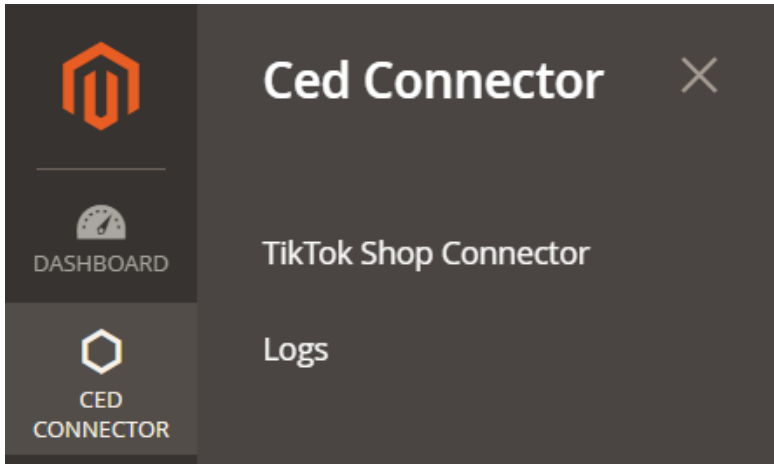 Ced Connector
DASHBOARD
TikTok Shop Connector
Logs
CED
CONNECTOR